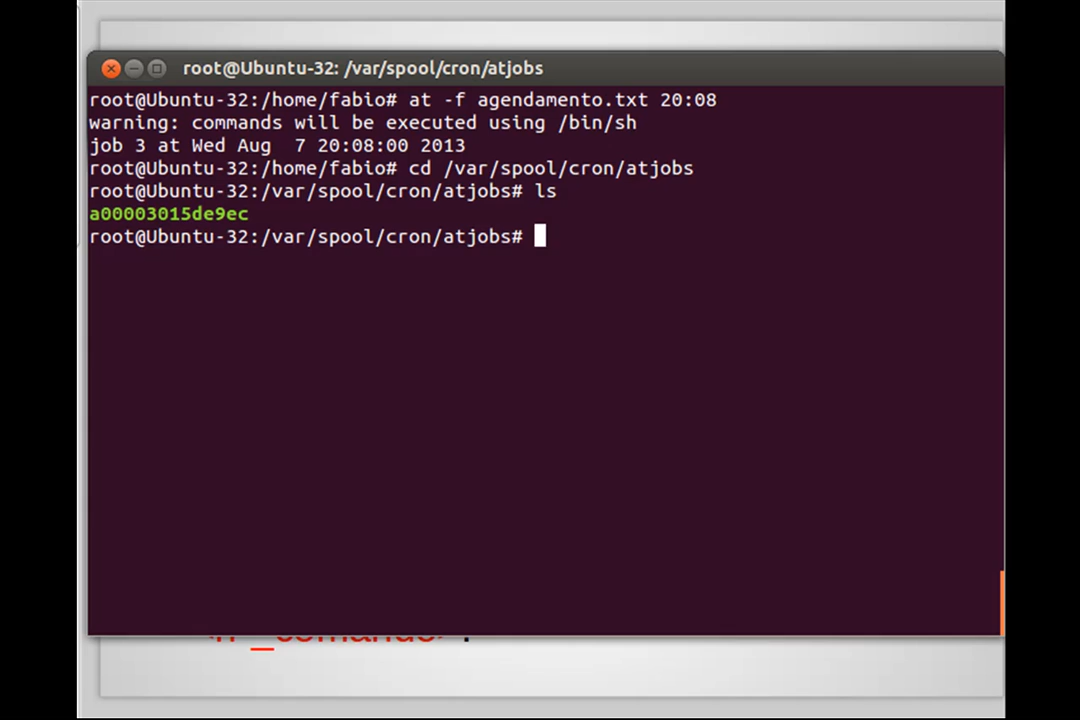 root@Ubuntu-32: /var/spool/cron/atjobs
root@Ubuntu-32:/home/fabio# at -f agendamento.txt 20:08
warning: commands will be executed using /bin/sh
job 3 at Wed Aug  7 20:08:00 2013
root@Ubuntu-32:/home/fabio# cd /var/spool/cron/atjobs
root@Ubuntu-32:/var/spool/cron/atjobs# ls
a00003015de9ec
root@Ubuntu-32:/var/spool/cron/atjobs#